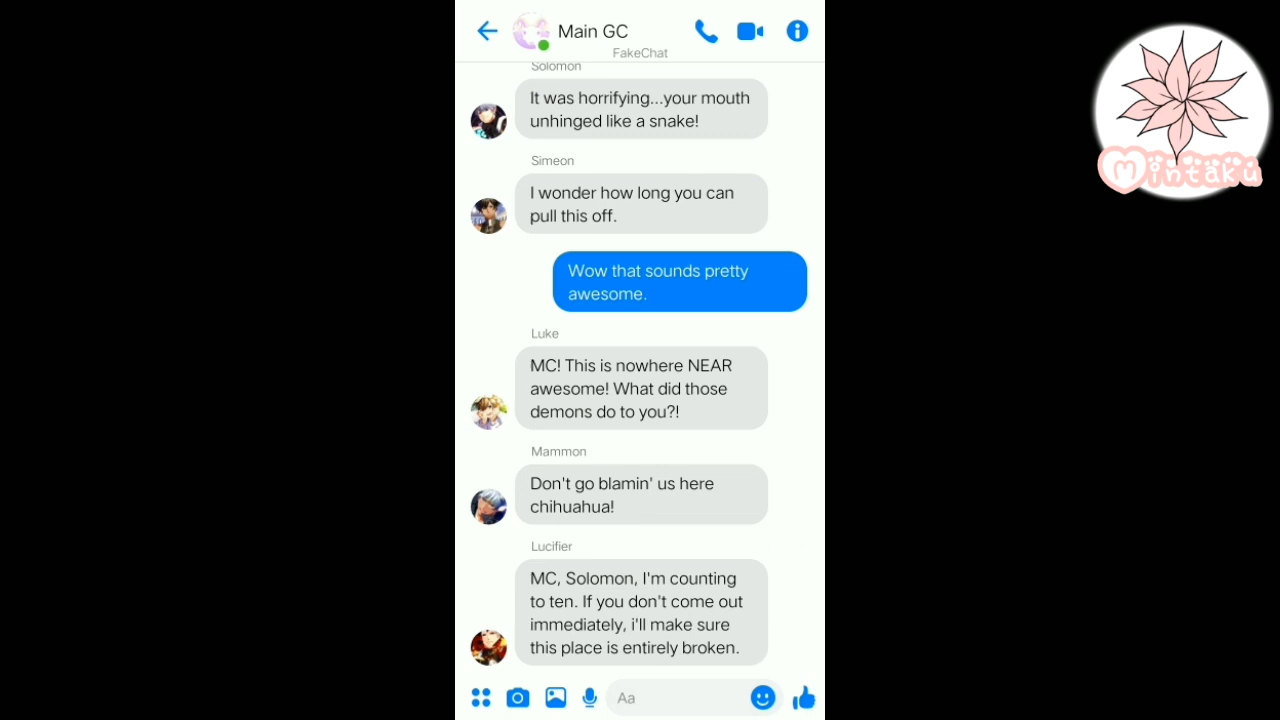 Main GC
FakeChat
Solomon
It was horrifying...your mouth
unhinged like a snake!
Simeon
I wonder how long you can
pull this off.
Wow that sounds pretty
awesome.
Luke
MC! This is nowhere NEAR
awesome! What did those
demons do to you?!
Mammon
Don't go blamin' us here
chihuahua!
Lucifier
MC, Solomon, I'm counting
to ten. If you don't come out
immediately, i'll make sure
this place is entirely broken.
Aa
Mintaku